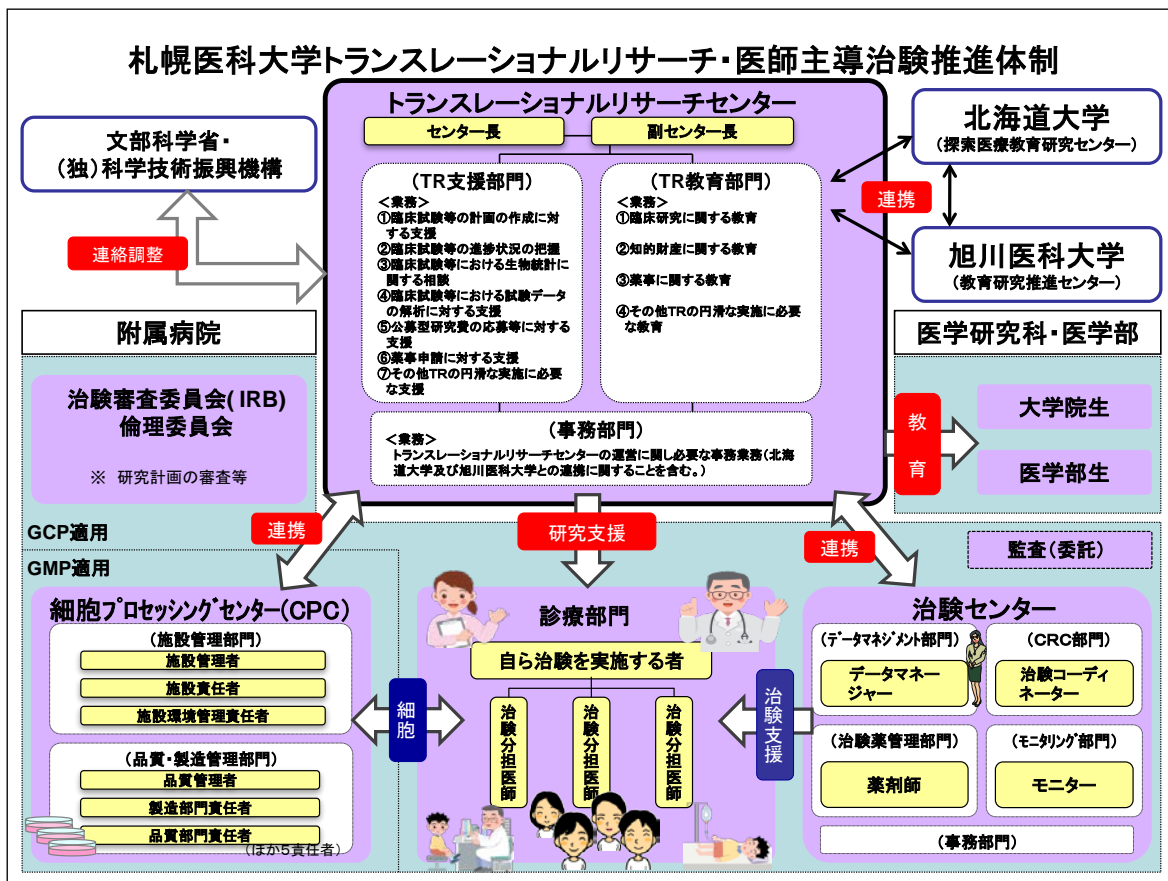 札幌医科大学トランスレーショナルリサーチ・医師主導治験推進体制
文部科学省・
(独)科学技術振興機構
連絡調整
トランスレーショナルリサーチセンター
センター長
副センター長
(TR支援部門)
<業務>
①臨床試験等の計画の作成に対
する支援
②臨床試験等の進捗状況の把握
③臨床試験等における生物統計に
関する相談
④臨床試験等における試験データ
の解析に対する支援
⑤公募型研究費の応募等に対する
支援
⑥薬事申請に対する支援
⑦その他TRの円滑な実施に必要
な支援
(TR教育部門)
<業務>
①臨床研究に関する教育
②知的財産に関する教育
③薬事に関する教育
④その他TRの円滑な実施に必要
な教育
(事務部門)
<業務>
トランスレーショナルリサーチセンターの運営に関し必要な事務業務(北海
道大学及び旭川医科大学との連携に関することを含む。)
北海道大学
(探索医療教育研究センター)
連携
旭川医科大学
(教育研究推進センター)
附属病院
治験審査委員会(IRB)
倫理委員会
※ 研究計画の審査等
医学研究科・医学部
教育
大学院生
医学部生
GCP適用
GMP適用
連携
研究支援
連携
監査(委託)
細胞プロセッシングセンター(CPC)
(施設管理部門)
施設管理者
施設責任者
施設環境管理責任者
(品質・製造管理部門)
品質管理者
製造部門責任者
品質部門責任者
(ほか5責任者)
細胞
診療部門
自ら治験を実施する者
治験分担医師
治験分担医師
治験分担医師
治験支援
治験センター
(データマネジメント部門)
データマネー
ジャー
(CRC部門)
治験コーディ
ネーター
(治験薬管理部門)
薬剤師
(モニタリング部門)
モニター
(事務部門)